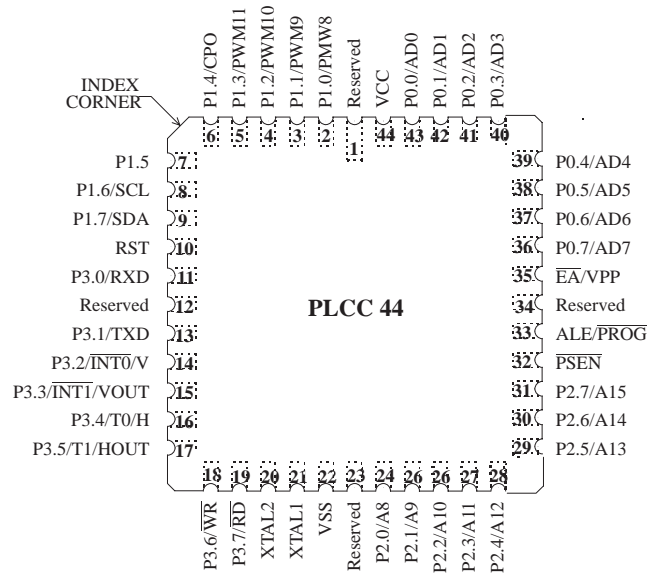 P1.4/CPO
P1.3/PWM11
P1.2/PWM10
P1.1/PWM9
P1.0/PMW8
Reserved
VCC
P0.0/AD0
P0.1/AD1
P0.2/AD2
P0.3/AD3
INDEX
CORNER
6 5 4 3 2 1 44 43 42 41 40
P1.5 7 39 P0.4/AD4
P1.6/SCL 8 38 P0.5/AD5
P1.7/SDA 9 37 P0.6/AD6
RST 10 36 P0.7/AD7
P3.0/RXD 11 35 E̅A̅/VPP
Reserved 12 PLCC 44 34 Reserved
P3.1/TXD 13 33 ALE/P̅R̅O̅G̅
P3.2/I̅N̅T̅0̅/V 14 32 P̅S̅E̅N̅
P3.3/I̅N̅T̅1̅/VOUT 15 31 P2.7/A15
P3.4/T0/H 16 30 P2.6/A14
P3.5/T1/HOUT 17 29 P2.5/A13
18 19 20 21 22 23 24 26 26 27 28
P3.6/W̅R̅
P3.7/R̅D̅
XTAL2
XTAL1
VSS
Reserved
P2.0/A8
P2.1/A9
P2.2/A10
P2.3/A11
P2.4/A12